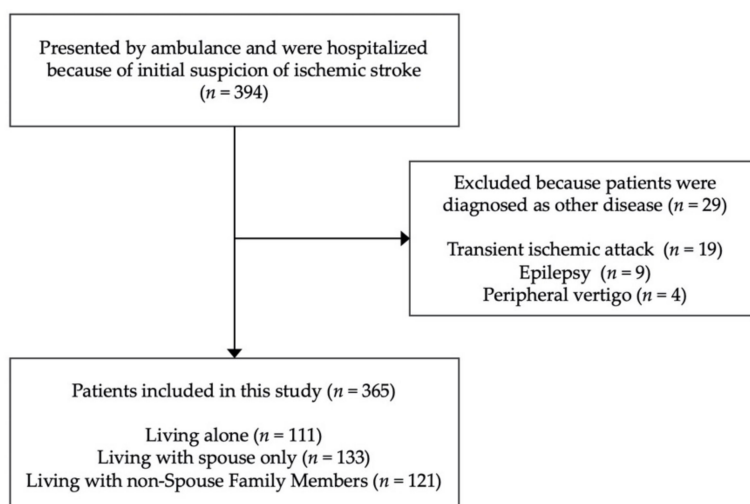 Presented by ambulance and were hospitalized
because of initial suspicion of ischemic stroke
(n = 394)
Excluded because patients were
diagnosed as other disease (n = 29)
Transient ischemic attack (n = 19)
Epilepsy (n = 9)
Peripheral vertigo (n = 4)
Patients included in this study (n = 365)
Living alone (n = 111)
Living with spouse only (n = 133)
Living with non-Spouse Family Members (n = 121)